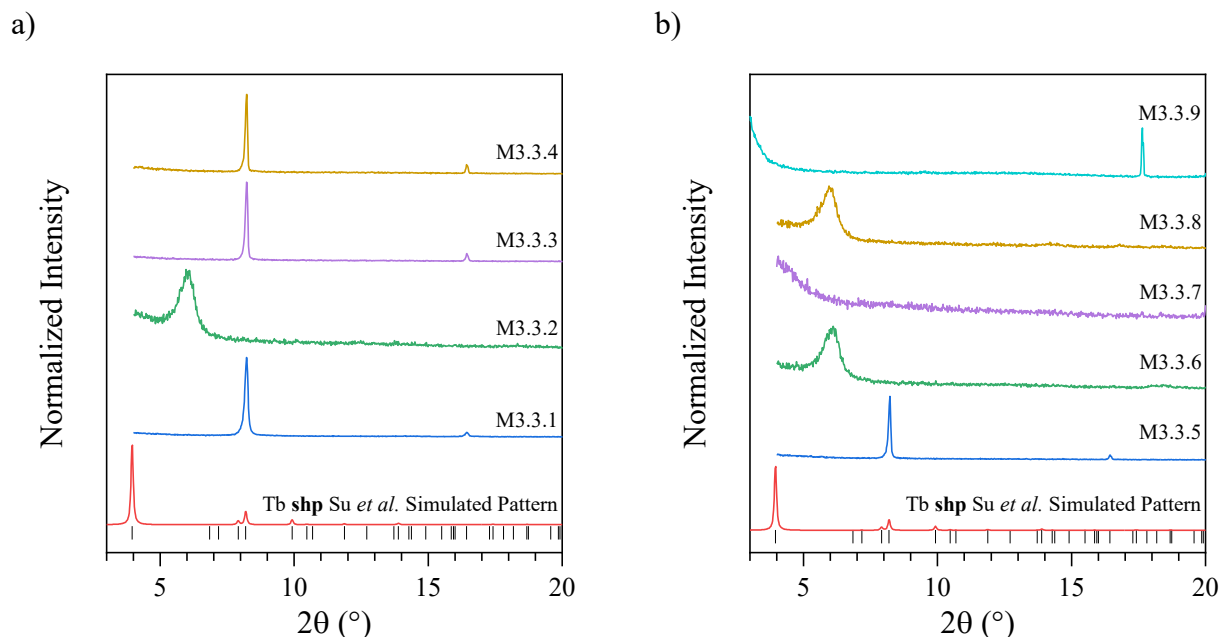 a)
Normalized Intensity
M3.3.4
M3.3.3
M3.3.2
M3.3.1
Tb shp Su et al. Simulated Pattern
5 10 15 20
2θ (°)
b)
Normalized Intensity
M3.3.9
M3.3.8
M3.3.7
M3.3.6
M3.3.5
Tb shp Su et al. Simulated Pattern
5 10 15 20
2θ (°)